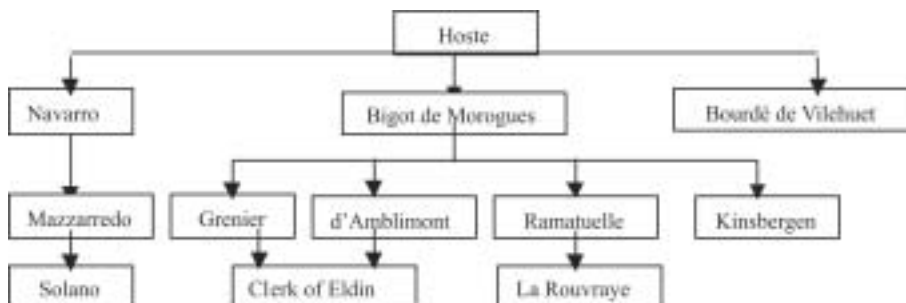 Hoste
Navarro
Bigot de Morogues
Bourdé de Vilehuet
Mazzarredo
Grenier
d'Amblimont
Ramatuelle
Kinsbergen
Solano
Clerk of Eldin
La Rouvraye